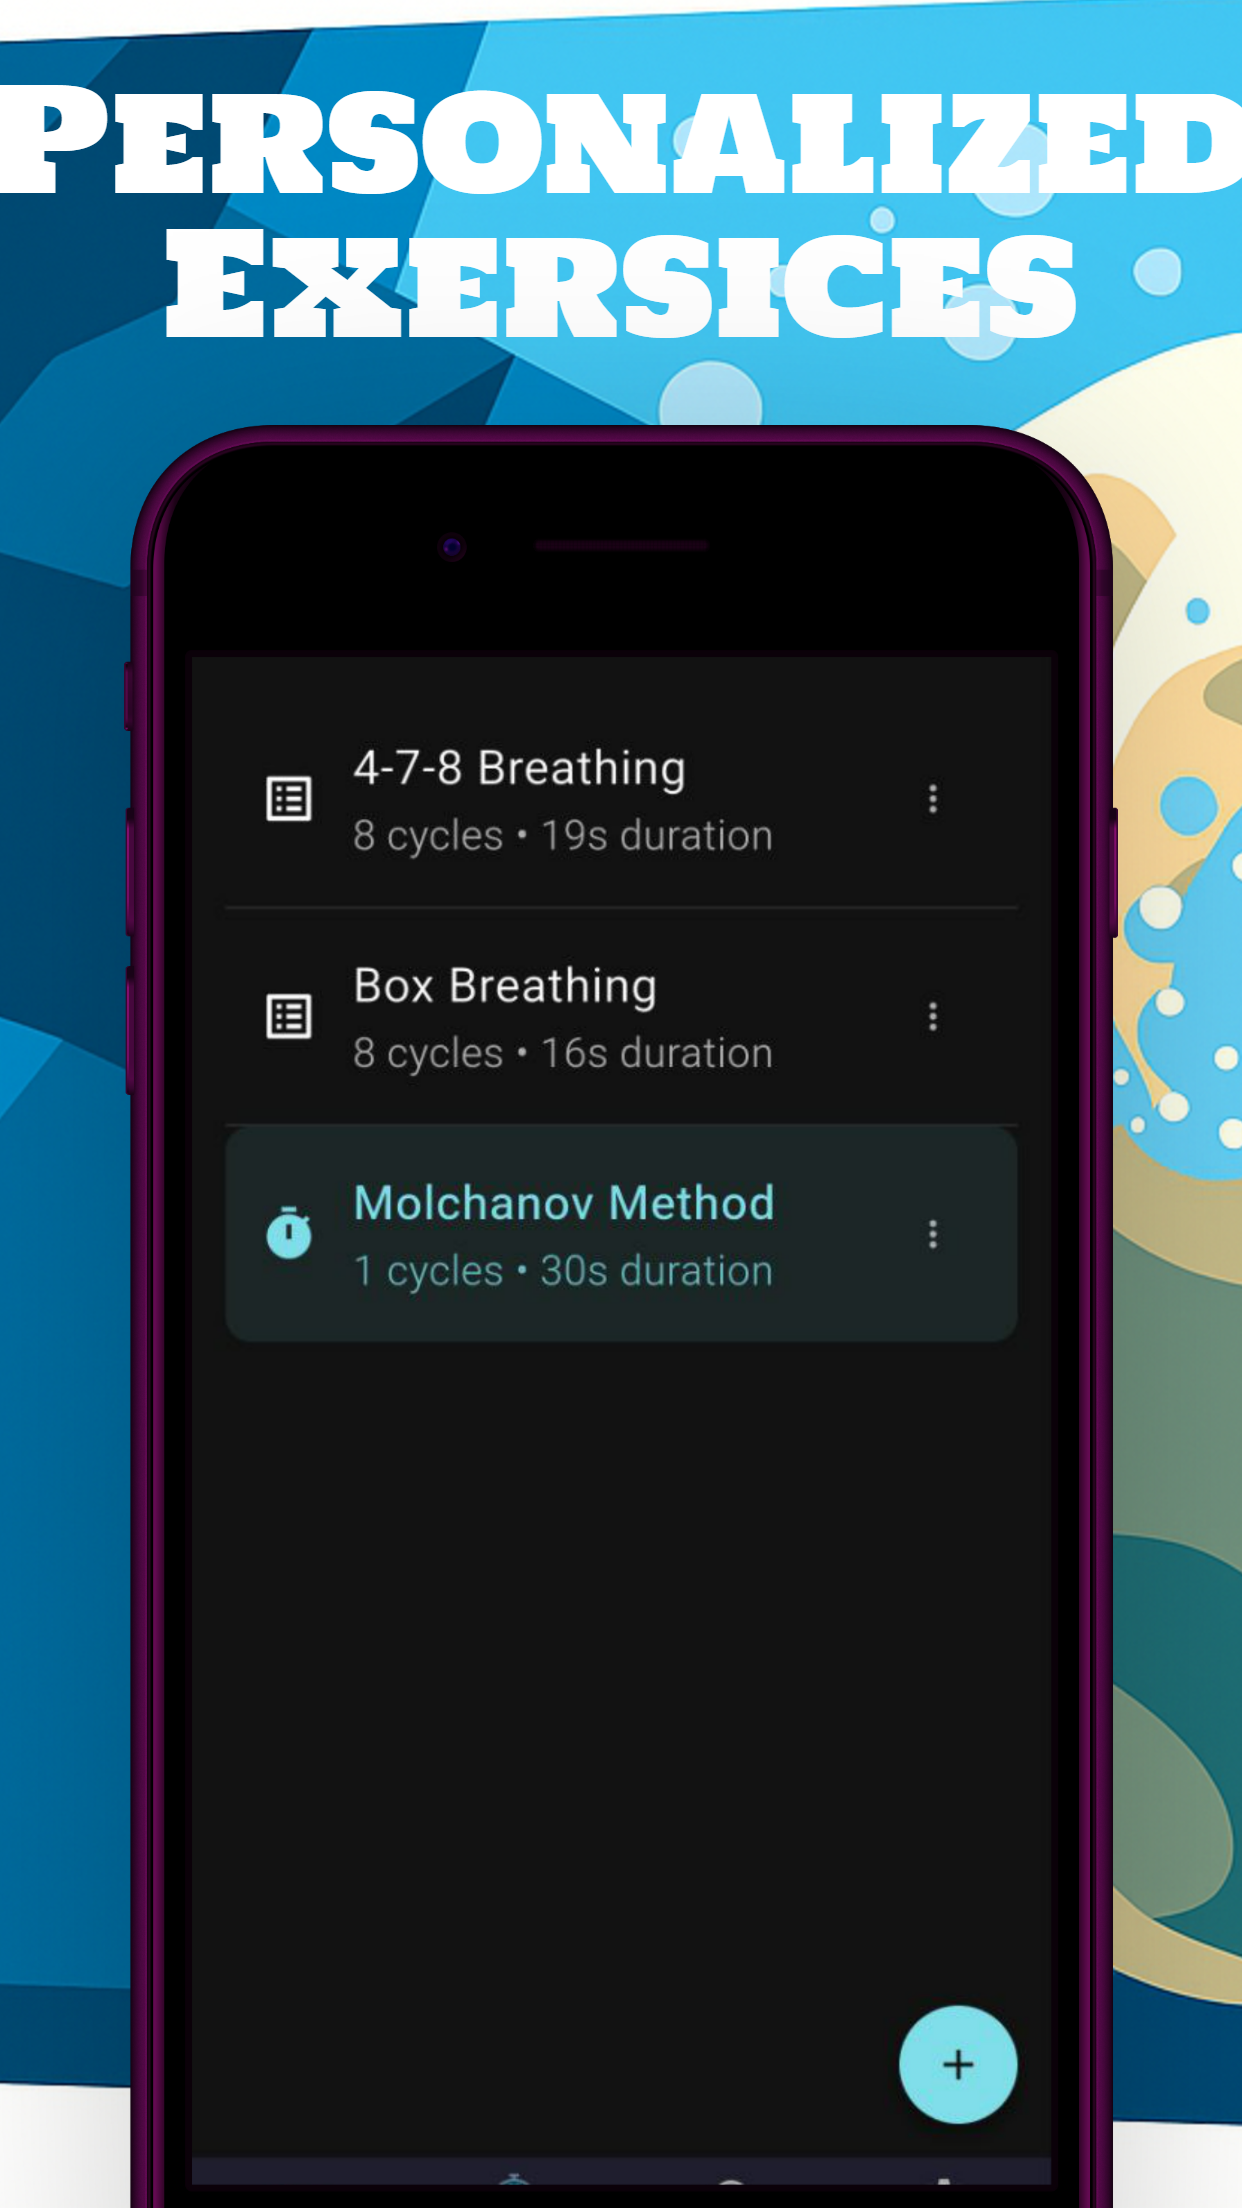 PERSONALIZED
EXERSICES
4-7-8 Breathing
8 cycles • 19s duration
Box Breathing
8 cycles • 16s duration
Molchanov Method
1 cycles • 30s duration